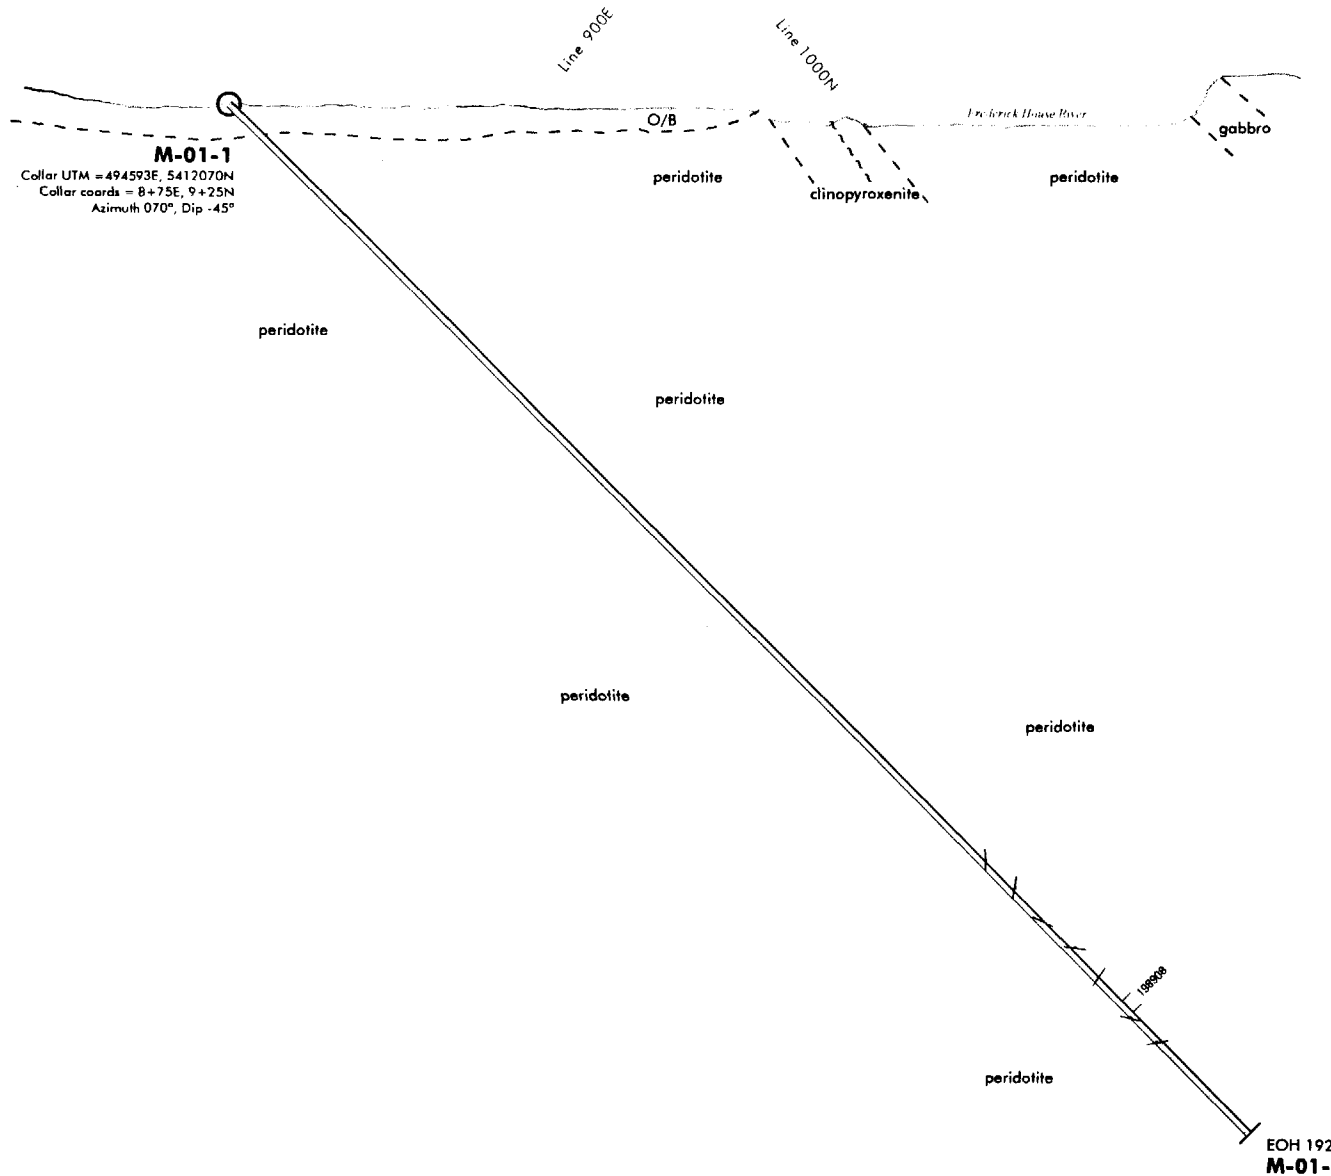 Line 900E
Line 1000N
O/B
Frederick House River
gabbro
M-01-1
Collar UTM = 494593E, 5412070N
Collar coards = 8+75E, 9+25N
Azimuth 070°, Dip -45°
peridotite
peridotite
clinopyroxenite
peridotite
peridotite
peridotite
peridotite
198908
peridotite
EOH 192
M-01-